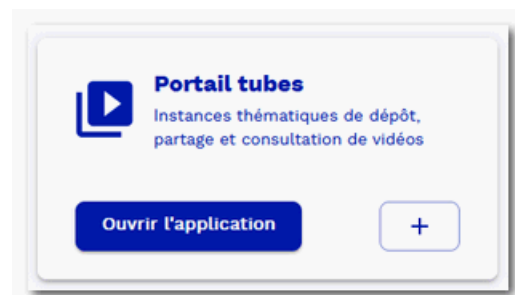 Portail tubes
Instances thématiques de dépôt,
partage et consultation de vidéos
Ouvrir l'application
+